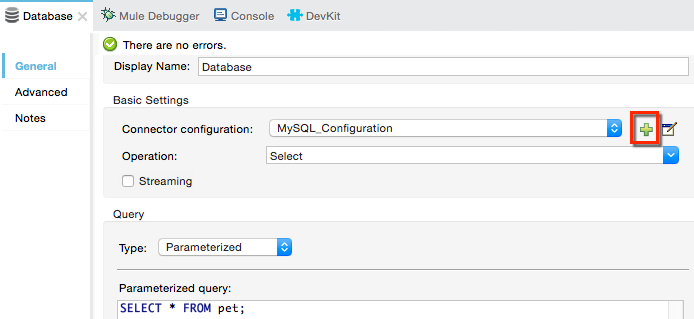 Database Mule Debugger Console DevKit
There are no errors.
General
Display Name: Database
Advanced
Basic Settings
Notes
Connector configuration: MySQL_Configuration
Operation: Select
Streaming
Query
Type: Parameterized
Parameterized query:
SELECT * FROM pet;